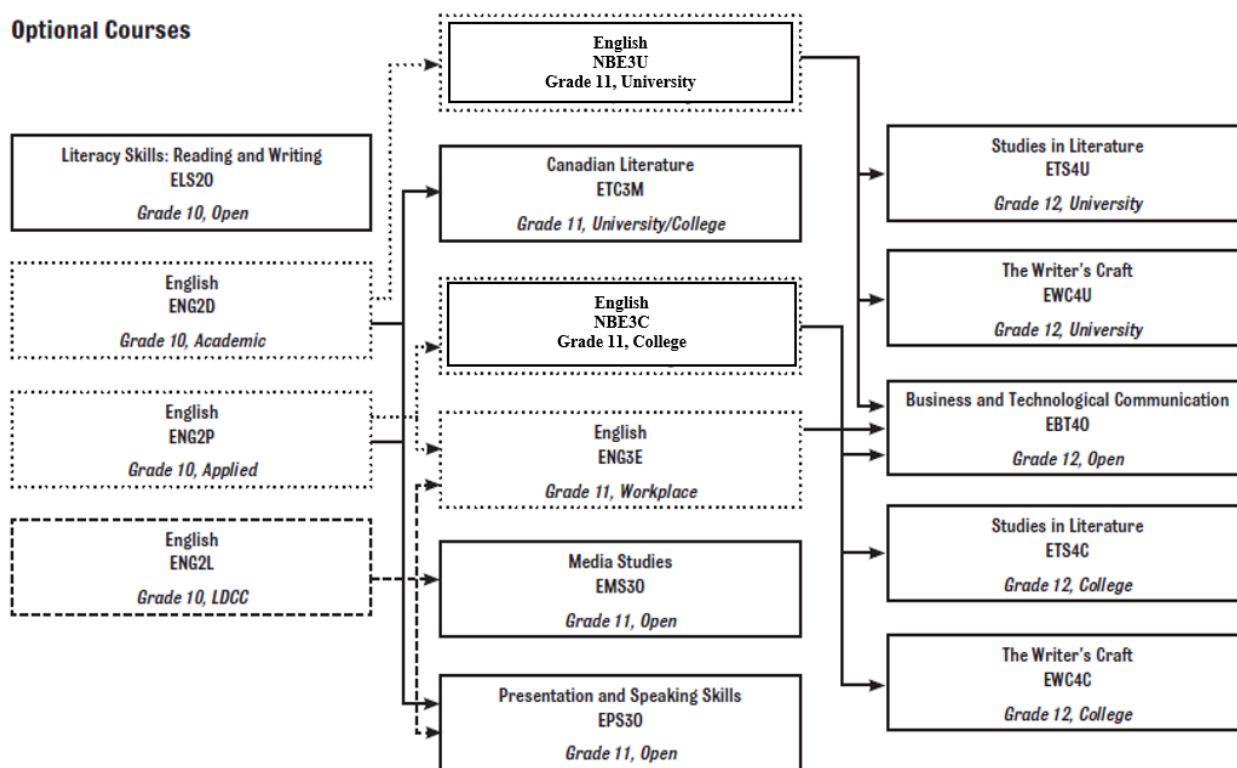 Optional Courses
English
NBE3U
Grade 11, University
Literacy Skills: Reading and Writing
ELS2O
Grade 10, Open
Canadian Literature
ETC3M
Grade 11, University/College
Studies in Literature
ETS4U
Grade 12, University
English
ENG2D
Grade 10, Academic
English
NBE3C
Grade 11, College
The Writer's Craft
EWC4U
Grade 12, University
English
ENG2P
Grade 10, Applied
English
ENG3E
Grade 11, Workplace
Business and Technological Communication
EBT4O
Grade 12, Open
English
ENG2L
Grade 10, LDCC
Media Studies
EMS3O
Grade 11, Open
Studies in Literature
ETS4C
Grade 12, College
Presentation and Speaking Skills
EPS3O
Grade 11, Open
The Writer's Craft
EWC4C
Grade 12, College